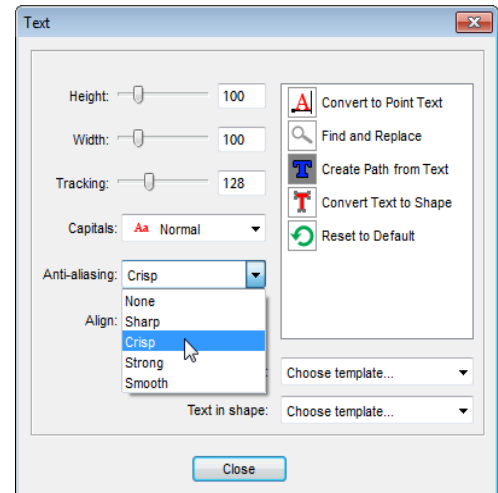 Text
Height: 100
Width: 100
Tracking: 128
Capitals: Aa Normal
Anti-aliasing: Crisp
None
Sharp
Crisp
Strong
Smooth
Align:
Convert to Point Text
Find and Replace
Create Path from Text
Convert Text to Shape
Reset to Default
: Choose template...
Text in shape: Choose template...
Close